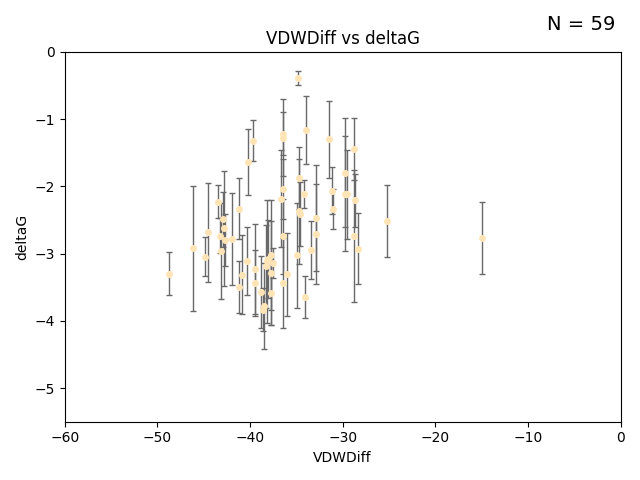 N = 59
VDWDiff vs deltaG
0
−1
−2
−3
−4
−5
deltaG
−60 −50 −40 −30 −20 −10 0
VDWDiff